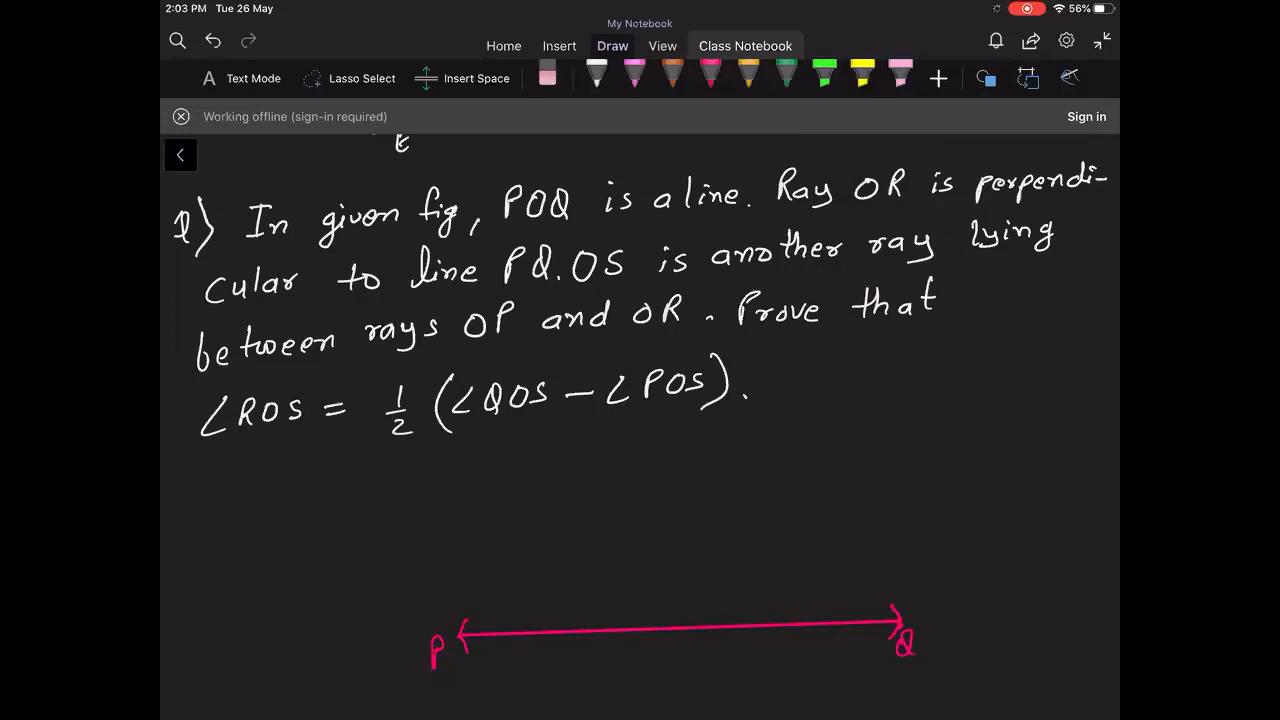 2:03 PM Tue 26 May
56%
My Notebook
Home Insert Draw View Class Notebook
A Text Mode Lasso Select Insert Space
Working offline (sign-in required) Sign in
t
Q) In given fig, POQ is a line. Ray OR is perpendi-
cular to line PQ. OS is another ray lying
between rays OP and OR. Prove that
∠ROS = 1/2 (∠QOS - ∠POS).
P Q